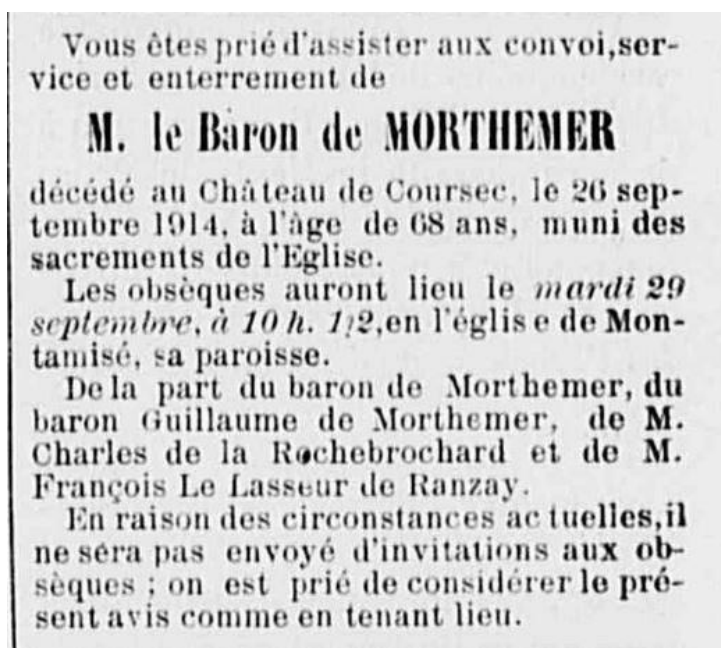 Vous êtes prié d'assister aux convoi, ser-
vice et enterrement de
M. le Baron de MORTHEMER
décédé au Château de Coursec, le 26 sep-
tembre 1914, à l'âge de 68 ans, muni des
sacrements de l'Eglise.
Les obsèques auront lieu le mardi 29
septembre, à 10 h. 1/2, en l'église de Mon-
tamisé, sa paroisse.
De la part du baron de Morthemer, du
baron Guillaume de Morthemer, de M.
Charles de la Rochebrochard et de M.
François Le Lasseur de Ranzay.
En raison des circonstances actuelles, il
ne sera pas envoyé d'invitations aux ob-
sèques ; on est prié de considérer le pré-
sent avis comme en tenant lieu.